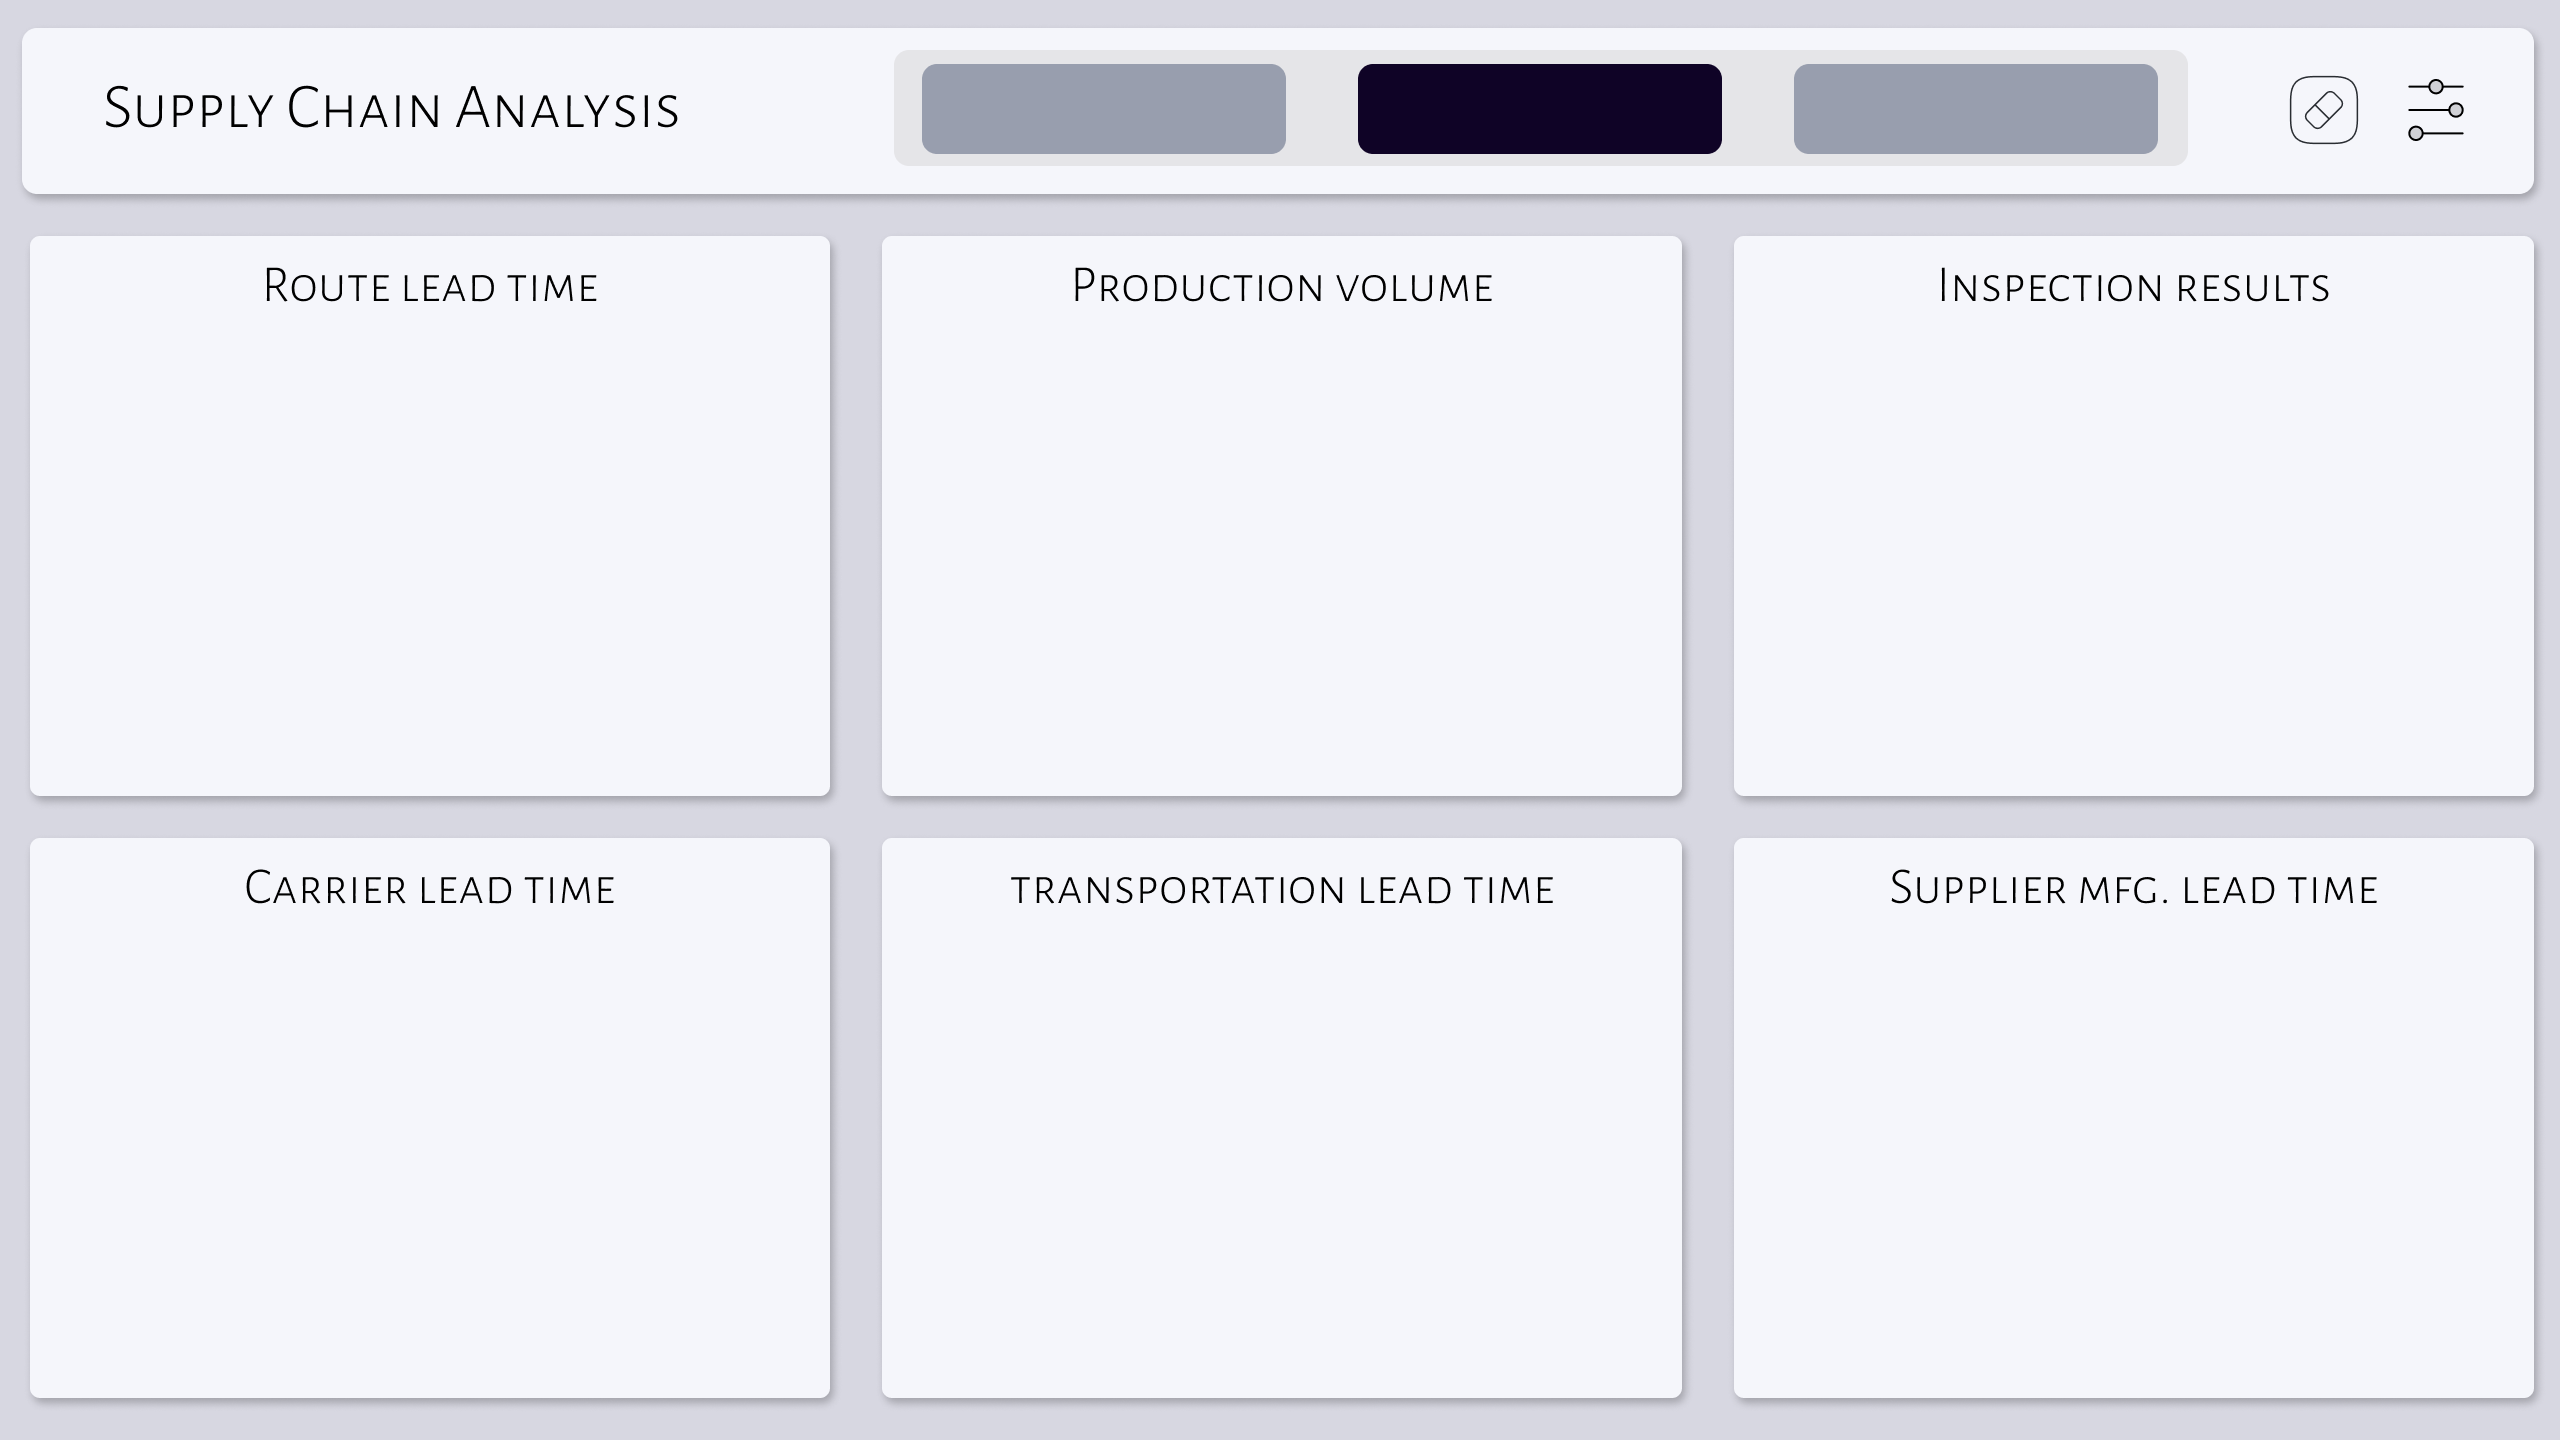 Supply Chain Analysis
Route lead time
Production volume
Inspection results
Carrier lead time
transportation lead time
Supplier mfg. lead time